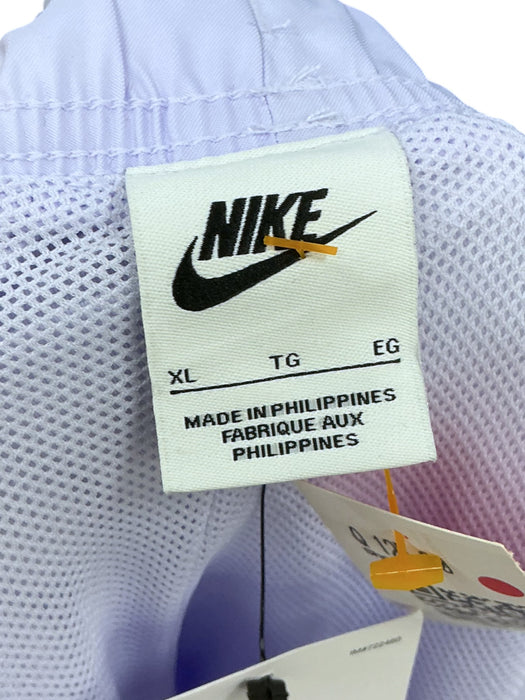 NIKE
XL TG EG
MADE IN PHILIPPINES
FABRIQUE AUX
PHILIPPINES